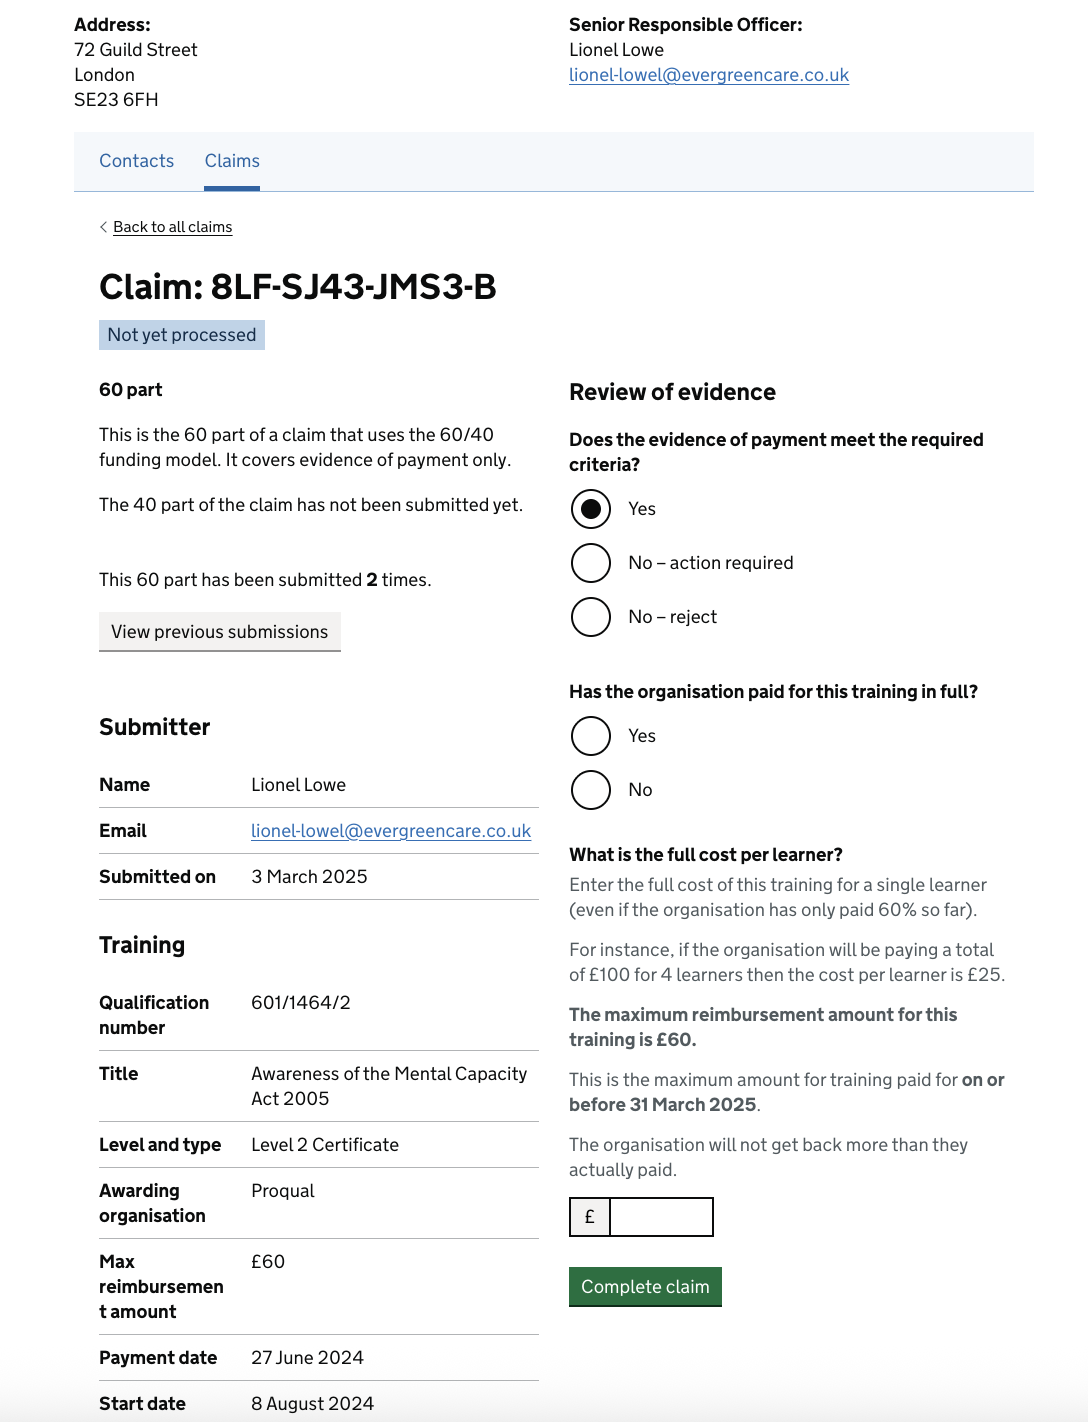 Address:
72 Guild Street
London
SE23 6FH
Senior Responsible Officer:
Lionel Lowe
lionel-lowel@evergreencare.co.uk
Contacts
Claims
Back to all claims
Claim: 8LF-SJ43-JMS3-B
Not yet processed
60 part
This is the 60 part of a claim that uses the 60/40
funding model. It covers evidence of payment only.
The 40 part of the claim has not been submitted yet.
This 60 part has been submitted 2 times.
View previous submissions
Submitter
Name
Lionel Lowe
Email
lionel-lowel@evergreencare.co.uk
Submitted on
3 March 2025
Training
Qualification
number
601/1464/2
Title
Awareness of the Mental Capacity
Act 2005
Level and type
Level 2 Certificate
Awarding
organisation
Proqual
Max
reimbursemen
t amount
£60
Payment date
27 June 2024
Start date
8 August 2024
Review of evidence
Does the evidence of payment meet the required
criteria?
Yes
No – action required
No – reject
Has the organisation paid for this training in full?
Yes
No
What is the full cost per learner?
Enter the full cost of this training for a single learner
(even if the organisation has only paid 60% so far).
For instance, if the organisation will be paying a total
of £100 for 4 learners then the cost per learner is £25.
The maximum reimbursement amount for this
training is £60.
This is the maximum amount for training paid for on or
before 31 March 2025.
The organisation will not get back more than they
actually paid.
£
Complete claim